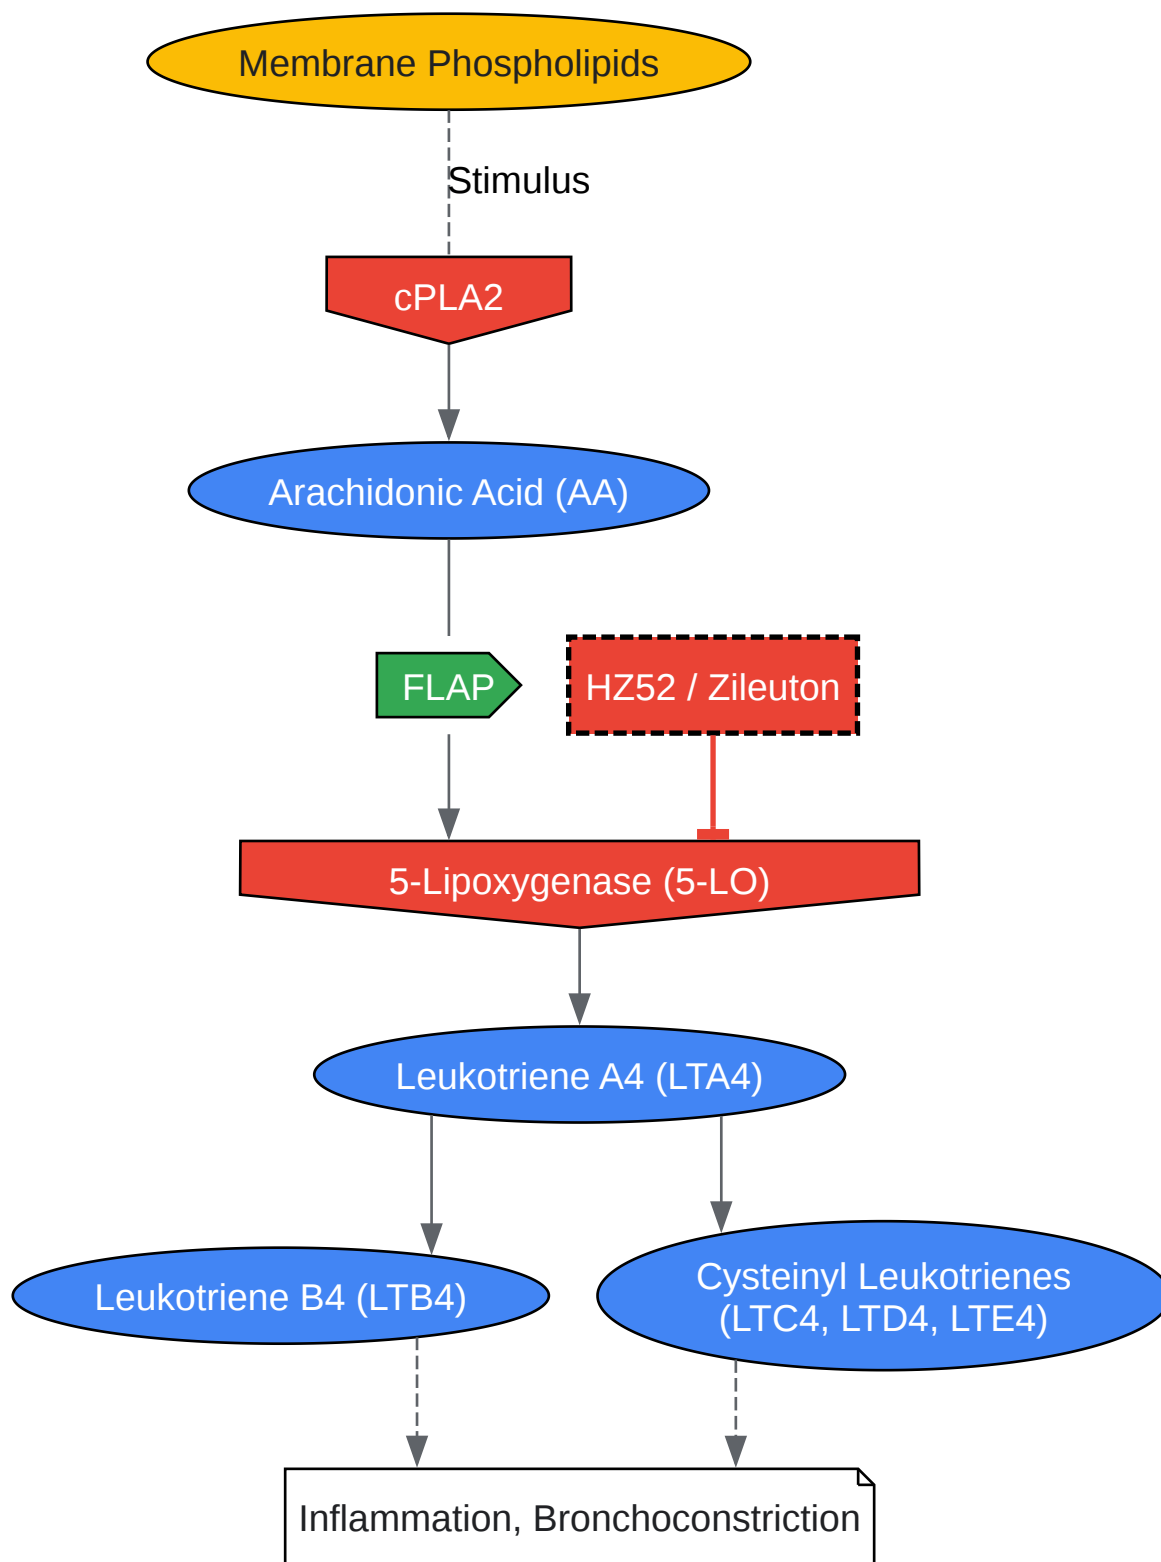 Membrane Phospholipids
Stimulus
cPLA2
Arachidonic Acid (AA)
FLAP
HZ52 / Zileuton
5-Lipoxygenase (5-LO)
Leukotriene A4 (LTA4)
Leukotriene B4 (LTB4)
Cysteinyl Leukotrienes
(LTC4, LTD4, LTE4)
Inflammation, Bronchoconstriction